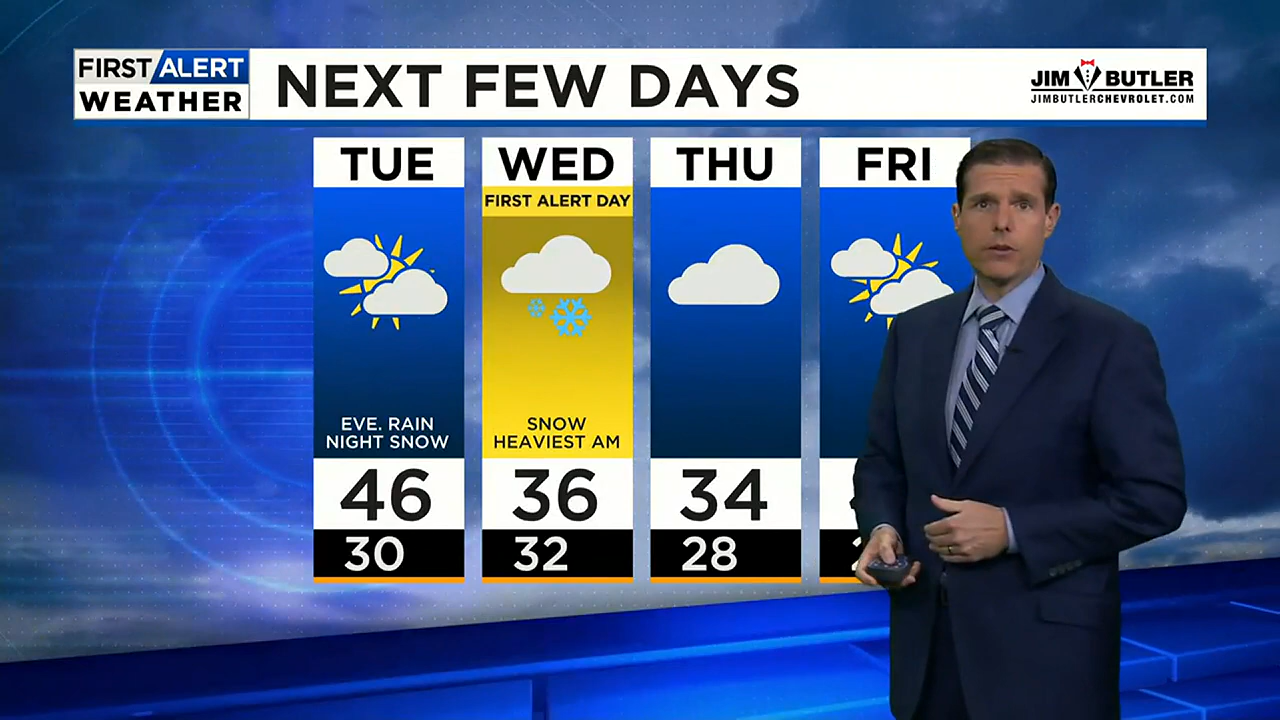 FIRST ALERT
WEATHER
NEXT FEW DAYS
JIM BUTLER
JIMBUTLERCHEVROLET.COM
TUE
WED
THU
FRI
FIRST ALERT DAY
EVE. RAIN
NIGHT SNOW
SNOW
HEAVIEST AM
46
36
34
30
32
28